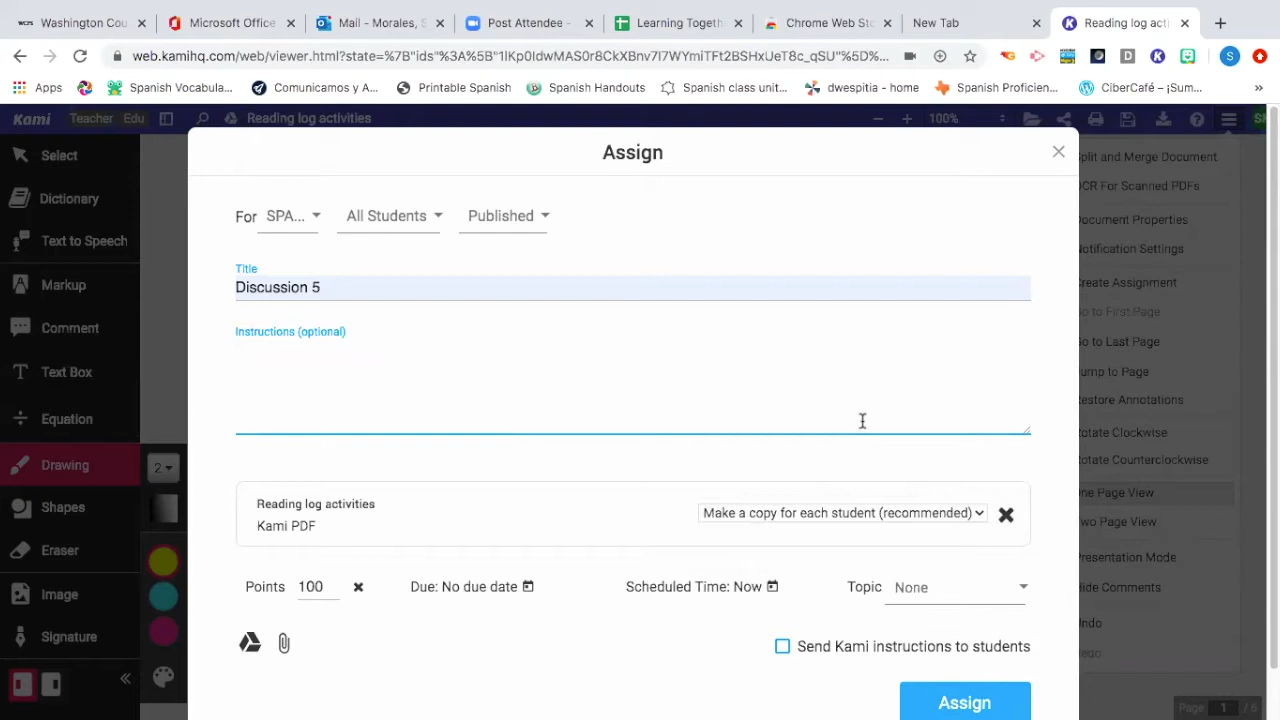 Washington Cou
Microsoft Office
Mail - Morales, S
Post Attendee -
Learning Togeth
Chrome Web Sto
New Tab
Reading log acti
web.kamihq.com/web/viewer.html?state=%7B"ids"%3A%5B"1lKp0IdwMAS0r8CkXBnv7I7WYmiTFt2BSHxUeT8c_qSU"%5D%...
S
Apps
Spanish Vocabula...
Comunicamos y A...
Printable Spanish
Spanish Handouts
Spanish class unit...
dwespitia - home
Spanish Proficien...
CiberCafé – ¡Sum...
»
Kami
Teacher
Edu
Reading log activities
100%
Assign
Select
Dictionary
Text to Speech
Markup
Comment
Text Box
Equation
Drawing
Shapes
Eraser
Image
Signature
2
For SPA... All Students Published
Title
Discussion 5
Instructions (optional)
Reading log activities
Kami PDF
Make a copy for each student (recommended)
Points 100
Due: No due date
Scheduled Time: Now
Topic None
Send Kami instructions to students
Assign
Split and Merge Document
OCR For Scanned PDFs
Document Properties
Notification Settings
Create Assignment
Go to First Page
Go to Last Page
Jump to Page
Restore Annotations
Rotate Clockwise
Rotate Counterclockwise
One Page View
Two Page View
Presentation Mode
Hide Comments
Undo
Page 1 / 6